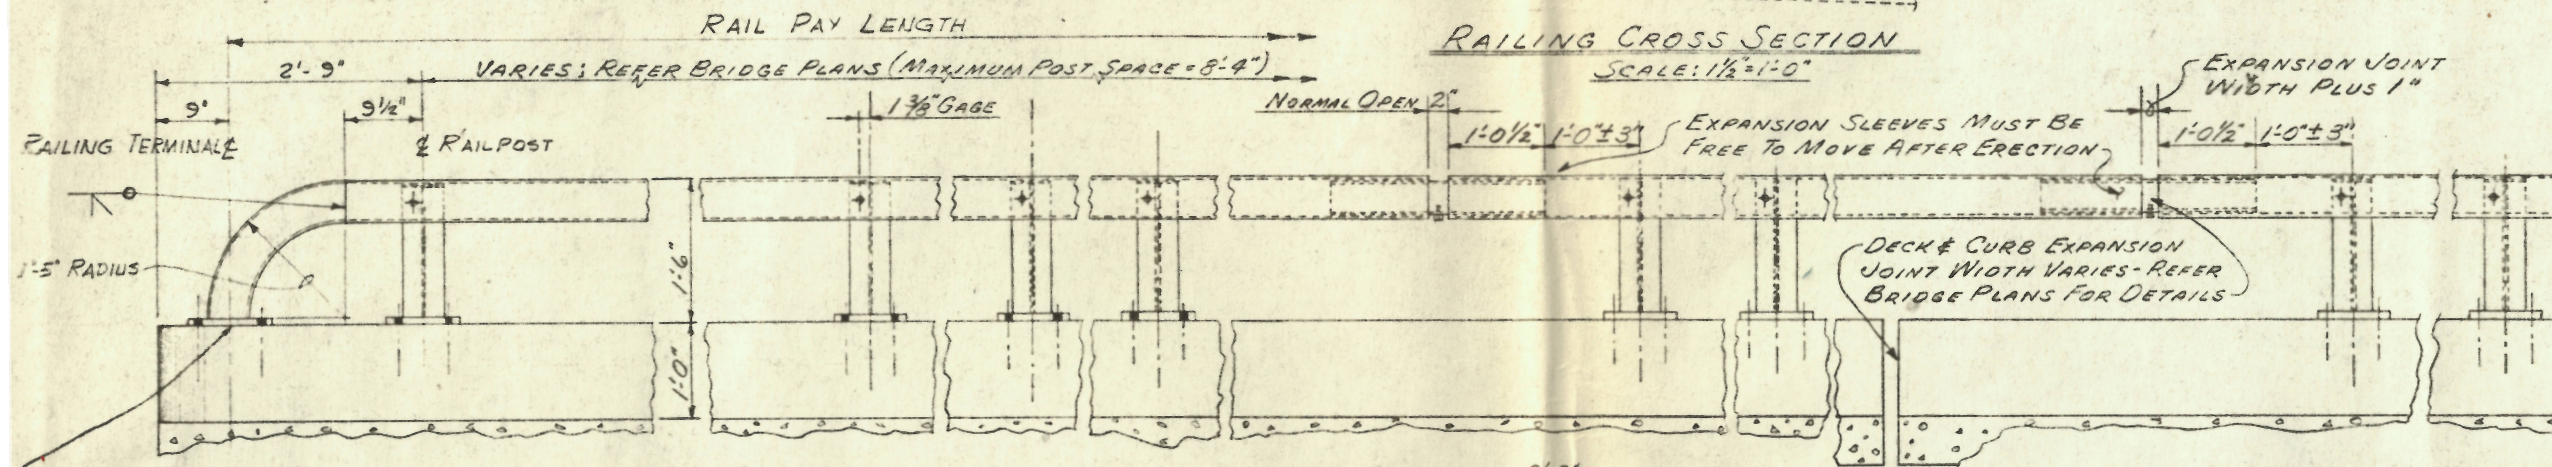 RAIL PAY LENGTH
RAILING CROSS SECTION
SCALE: 1½"=1'-0"
2'-9"
VARIES; REFER BRIDGE PLANS (MAXIMUM POST SPACE = 8'-4")
EXPANSION JOINT
WIDTH PLUS 1"
9"
9½"
1⅜" GAGE
NORMAL OPEN 2"
RAILING TERMINAL ℄
℄ RAILPOST
1'-0½"
1'-0"±3"
EXPANSION SLEEVES MUST BE
FREE TO MOVE AFTER ERECTION
1'-0½"
1'-0"±3"
1'-5" RADIUS
1'-6"
DECK & CURB EXPANSION
JOINT WIDTH VARIES - REFER
BRIDGE PLANS FOR DETAILS
1'-0"